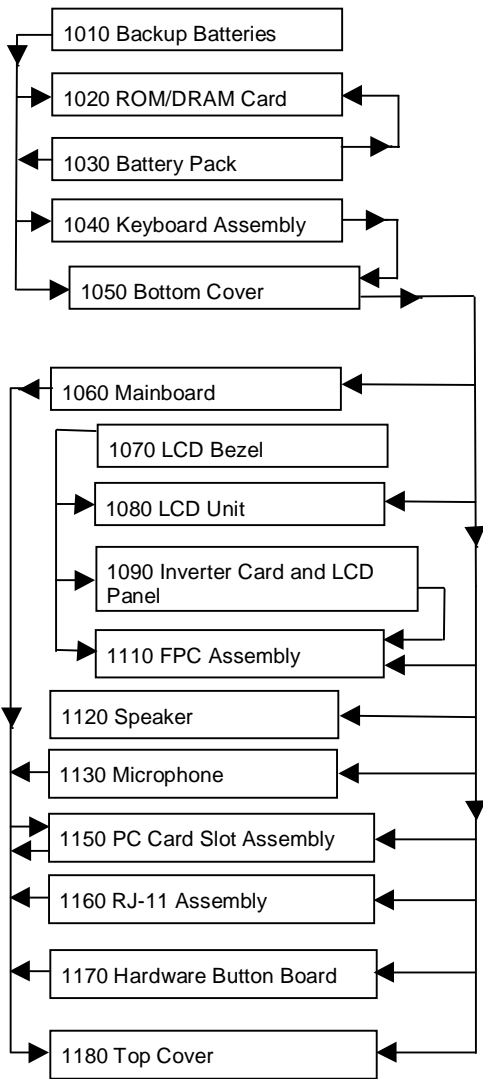 1010 Backup Batteries
1020 ROM/DRAM Card
1030 Battery Pack
1040 Keyboard Assembly
1050 Bottom Cover
1060 Mainboard
1070 LCD Bezel
1080 LCD Unit
1090 Inverter Card and LCD
Panel
1110 FPC Assembly
1120 Speaker
1130 Microphone
1150 PC Card Slot Assembly
1160 RJ-11 Assembly
1170 Hardware Button Board
1180 Top Cover